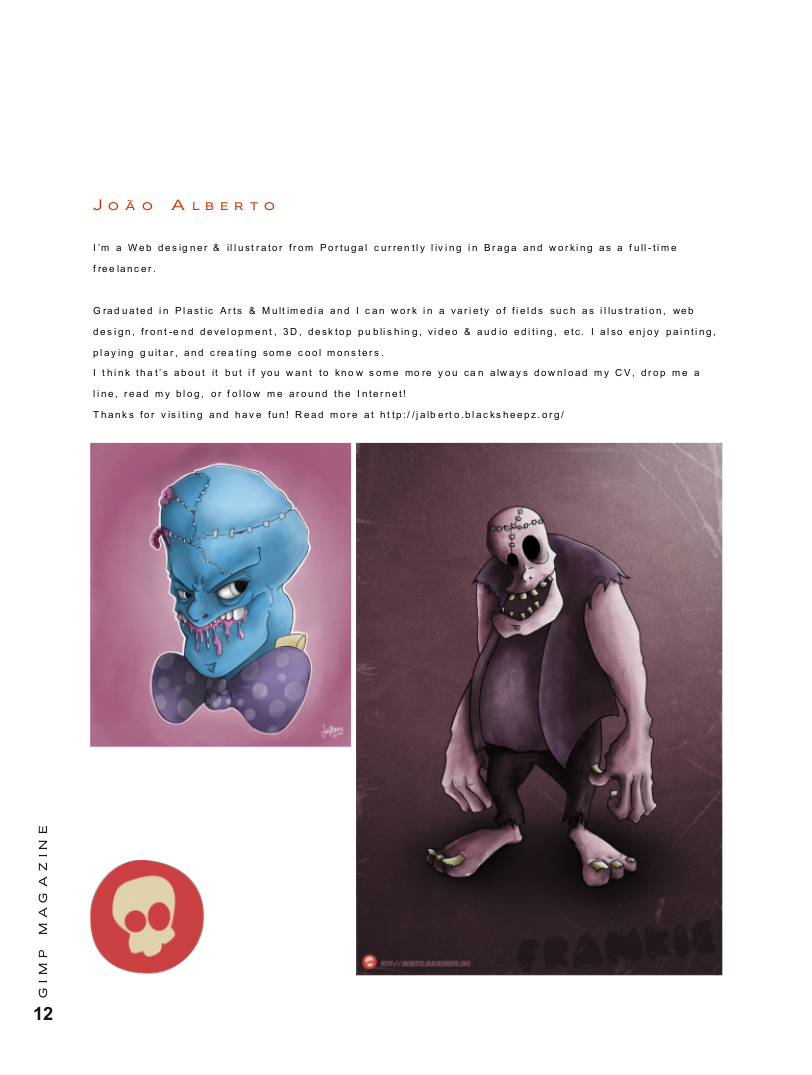 João Alberto
I'm a Web designer & illustrator from Portugal currently living in Braga and working as a full-time
freelancer.
Graduated in Plastic Arts & Multimedia and I can work in a variety of fields such as illustration, web
design, front-end development, 3D, desktop publishing, video & audio editing, etc. I also enjoy painting,
playing guitar, and creating some cool monsters.
I think that's about it but if you want to know some more you can always download my CV, drop me a
line, read my blog, or follow me around the Internet!
Thanks for visiting and have fun! Read more at http://jalberto.blacksheepz.org/
FRANKIE
HTTP://JALBERTO.BLACKSHEEPZ.ORG
GIMP MAGAZINE
12